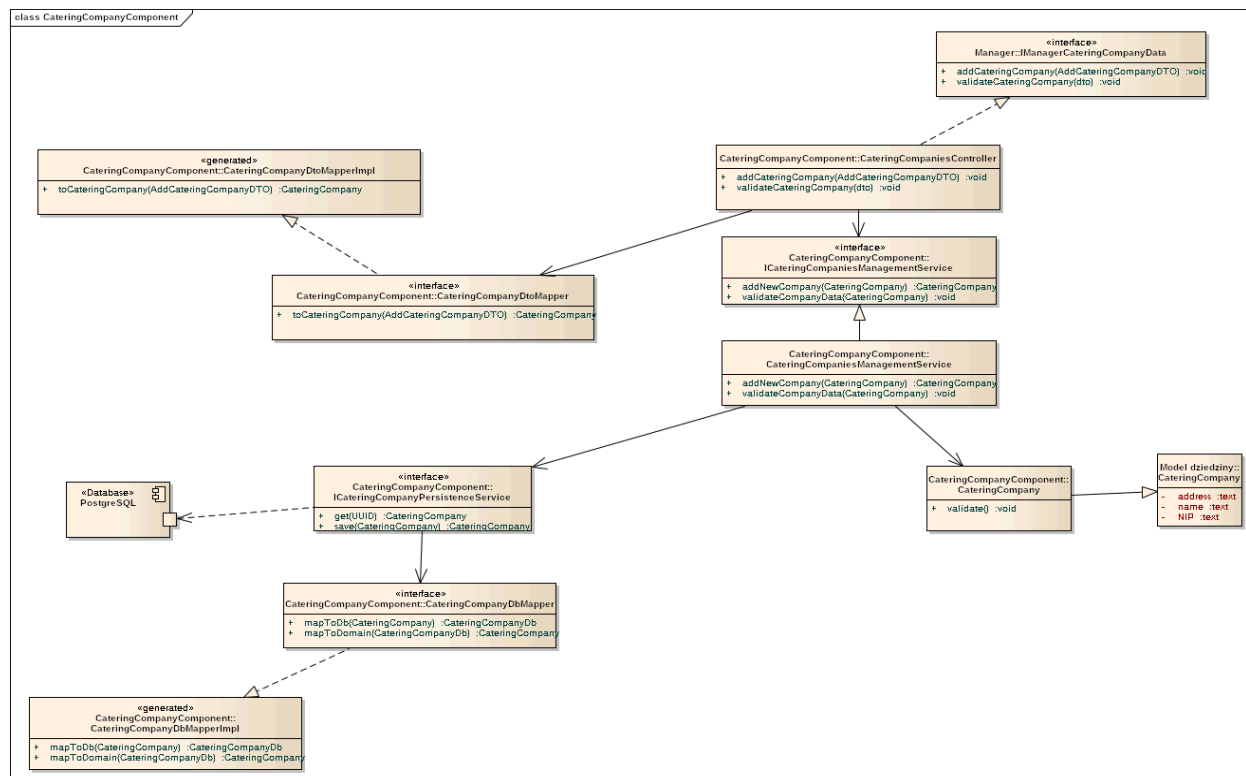 class CateringCompanyComponent
«interface»
Manager::IManagerCateringCompanyData
+ addCateringCompany(AddCateringCompanyDTO) :void
+ validateCateringCompany(dto) :void
«generated»
CateringCompanyComponent::CateringCompanyDtoMapperImpl
+ toCateringCompany(AddCateringCompanyDTO) :CateringCompany
CateringCompanyComponent::CateringCompaniesController
+ addCateringCompany(AddCateringCompanyDTO) :void
+ validateCateringCompany(dto) :void
«interface»
CateringCompanyComponent::
ICateringCompaniesManagementService
+ addNewCompany(CateringCompany) :CateringCompany
+ validateCompanyData(CateringCompany) :void
«interface»
CateringCompanyComponent::CateringCompanyDtoMapper
+ toCateringCompany(AddCateringCompanyDTO) :CateringCompany
CateringCompanyComponent::
CateringCompaniesManagementService
+ addNewCompany(CateringCompany) :CateringCompany
+ validateCompanyData(CateringCompany) :void
«Database»
PostgreSQL
«interface»
CateringCompanyComponent::
ICateringCompanyPersistenceService
+ get(UUID) :CateringCompany
+ save(CateringCompany) :CateringCompany
CateringCompanyComponent::
CateringCompany
+ validate() :void
Model dziedziny::
CateringCompany
- address :text
- name :text
- NIP :text
«interface»
CateringCompanyComponent::CateringCompanyDbMapper
+ mapToDb(CateringCompany) :CateringCompanyDb
+ mapToDomain(CateringCompanyDb) :CateringCompany
«generated»
CateringCompanyComponent::
CateringCompanyDbMapperImpl
+ mapToDb(CateringCompany) :CateringCompanyDb
+ mapToDomain(CateringCompanyDb) :CateringCompany